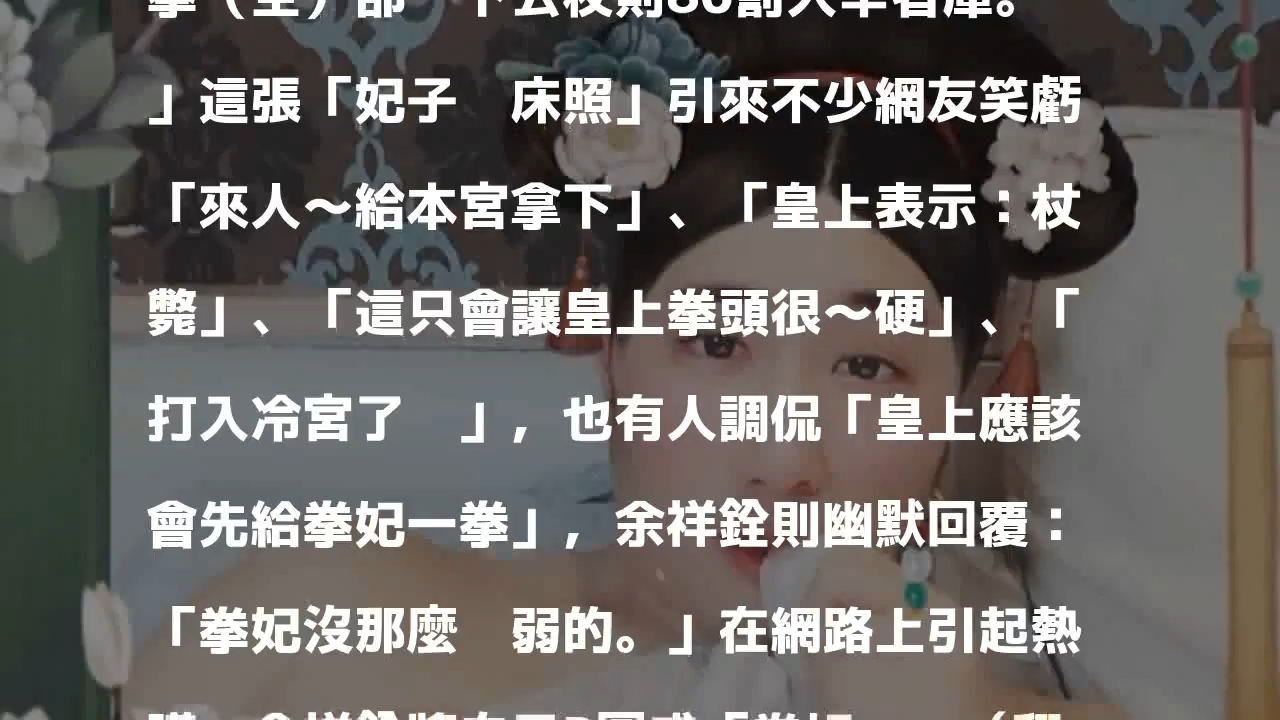 」這張「妃子　床照」引來不少網友笑虧
「來人～給本宮拿下」、「皇上表示：杖
斃」、「這只會讓皇上拳頭很～硬」、「
打入冷宮了　」，也有人調侃「皇上應該
會先給拳妃一拳」，余祥銓則幽默回覆：
「拳妃沒那麼　弱的。」在網路上引起熱